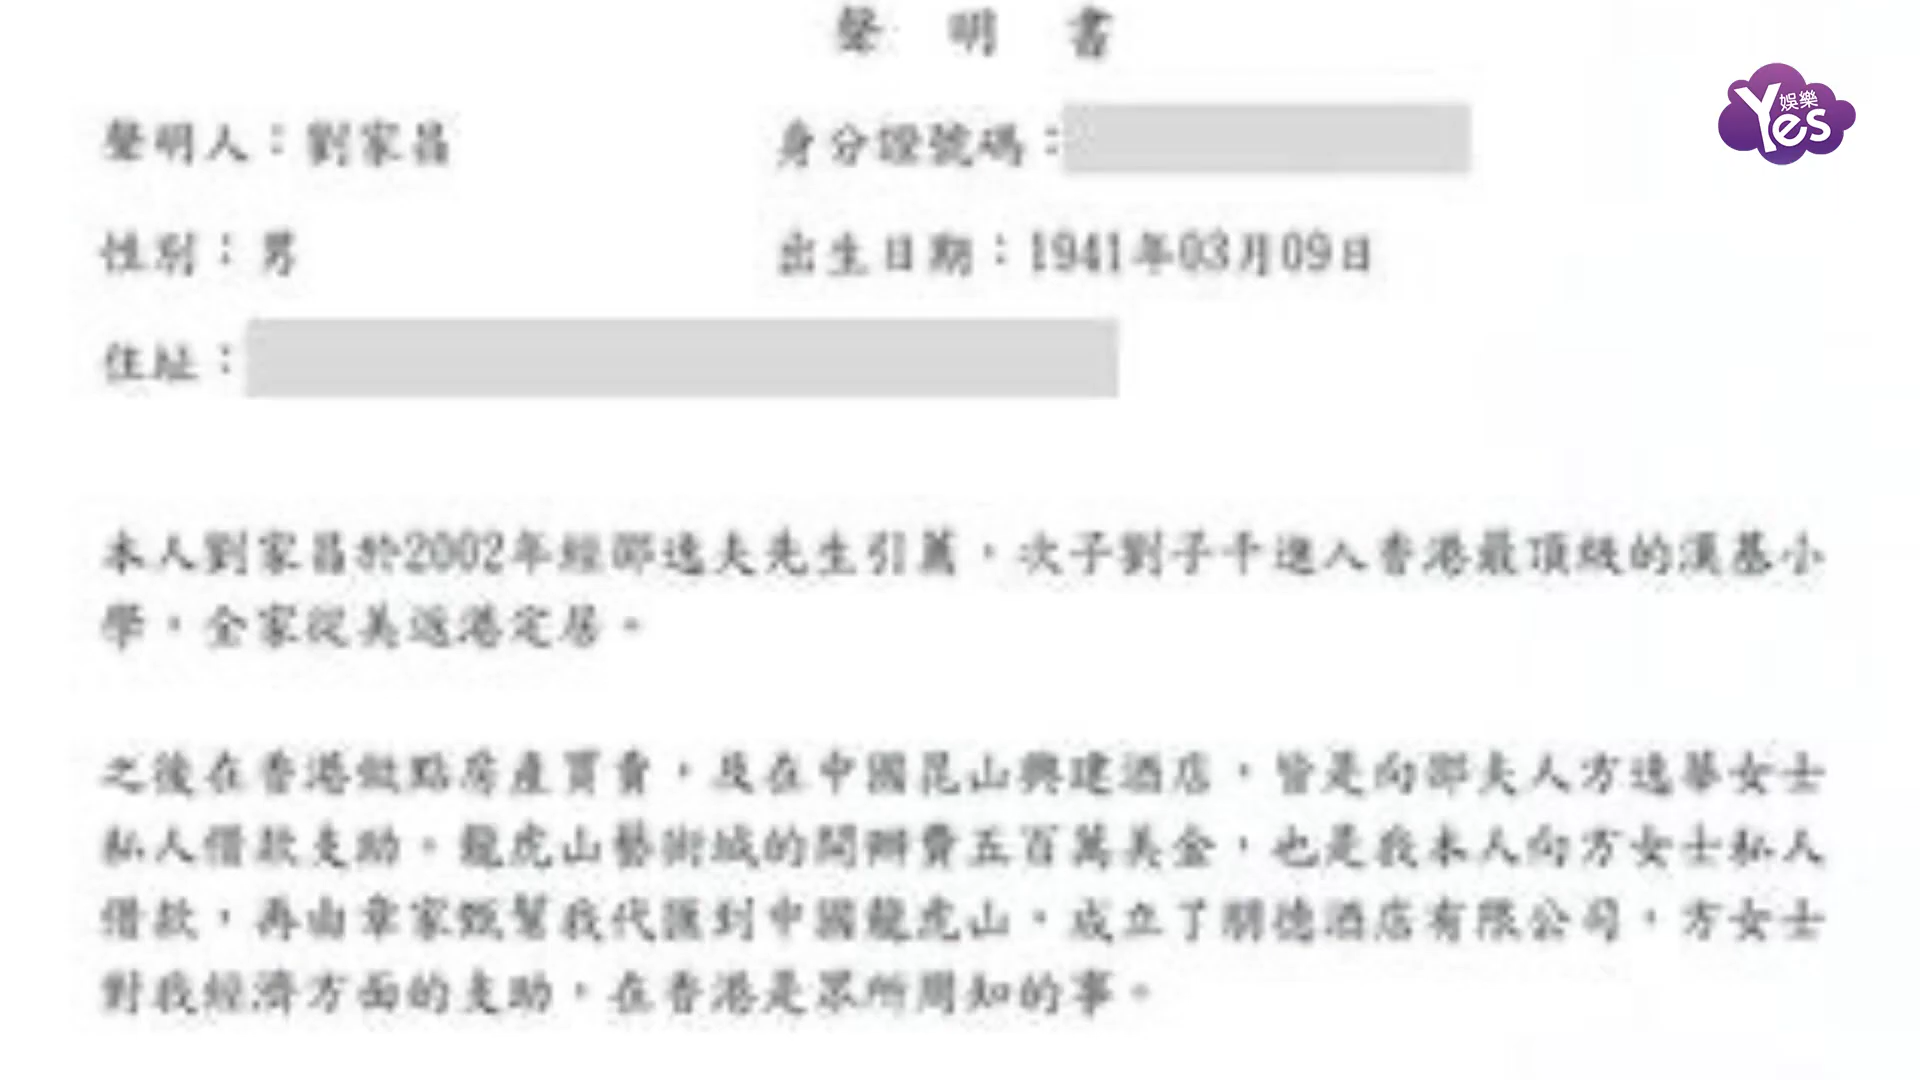 聲 明 書
Yes 娛樂
聲明人：劉家昌 身分證號碼：
性別：男 出生日期：1941年03月09日
住址：
本人劉家昌於2002年經邵逸夫先生引薦，次子劉子千進入香港最頂級的漢基小
學，全家從美返港定居。
之後在香港做點房產買賣，及在中國昆山興建酒店，皆是向邵夫人方逸華女士
私人借款支助。龍虎山藝術城的開辦費五百萬美金，也是我本人向方女士私人
借款，再由章家甄幫我代匯到中國龍虎山，成立了明德酒店有限公司，方女士
對我經濟方面的支助，在香港是眾所周知的事。